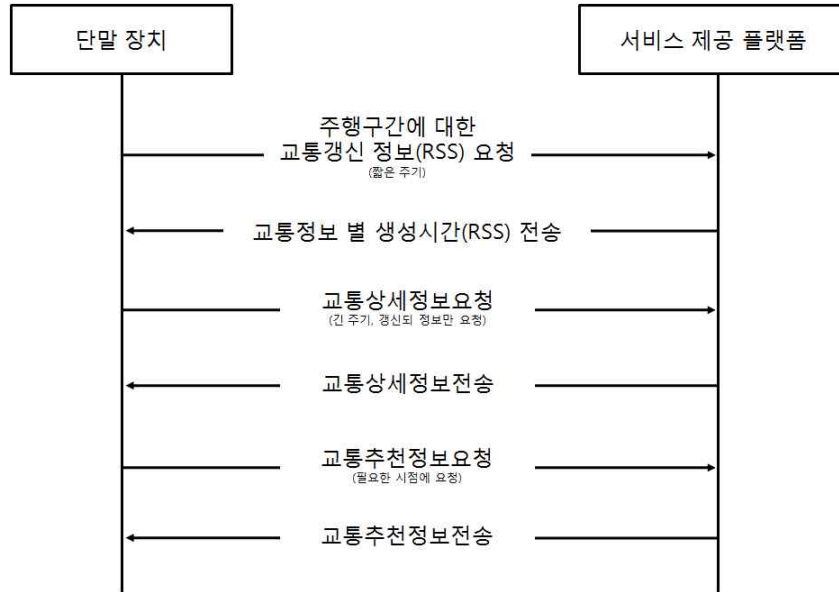 단말 장치
서비스 제공 플랫폼
주행구간에 대한
교통갱신 정보(RSS) 요청
(짧은 주기)
교통정보 별 생성시간(RSS) 전송
교통상세정보요청
(긴 주기, 갱신되 정보만 요청)
교통상세정보전송
교통추천정보요청
(필요한 시점에 요청)
교통추천정보전송